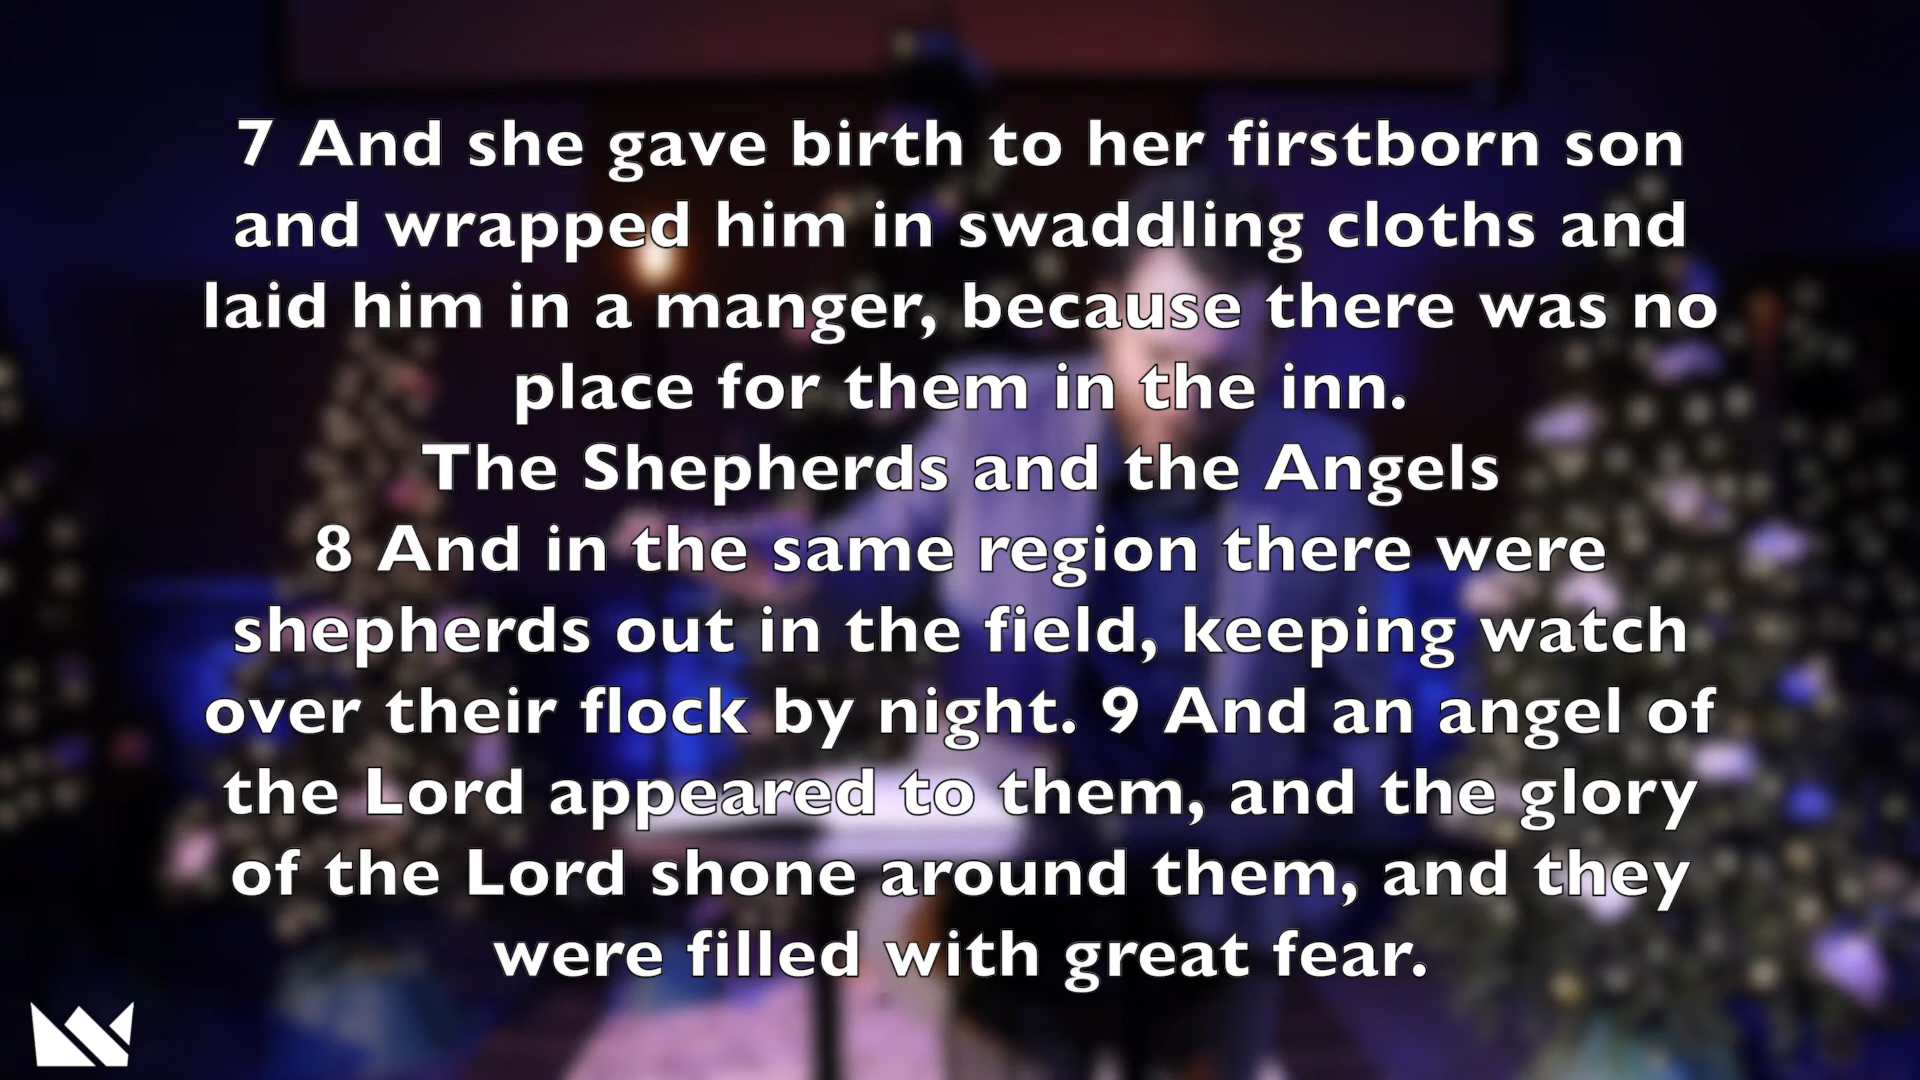 7 And she gave birth to her firstborn son
and wrapped him in swaddling cloths and
laid him in a manger, because there was no
place for them in the inn.
The Shepherds and the Angels
8 And in the same region there were
shepherds out in the field, keeping watch
over their flock by night. 9 And an angel of
the Lord appeared to them, and the glory
of the Lord shone around them, and they
were filled with great fear.